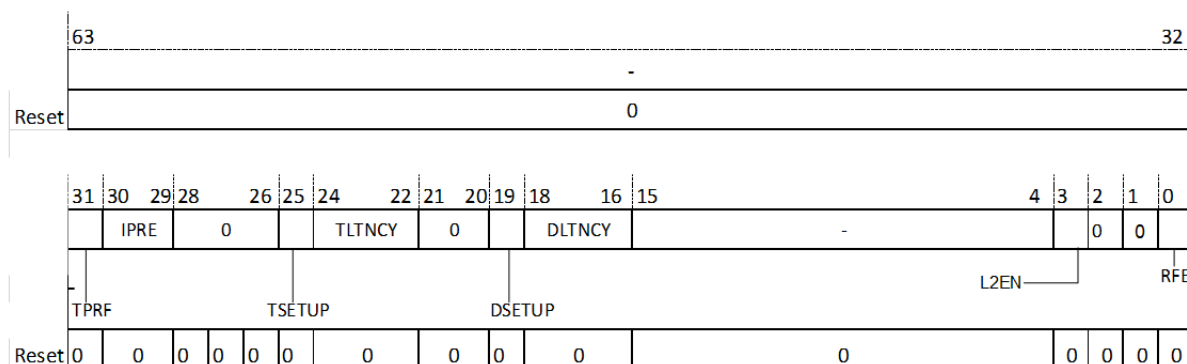 63 32
-
Reset 0
31 30 29 28 26 25 24 22 21 20 19 18 16 15 4 3 2 1 0
IPRE 0 TLTNCY 0 DLTNCY - 0 0
L2EN RFE
-
TPRF TSETUP DSETUP
Reset 0 0 0 0 0 0 0 0 0 0 0 0 0 0 0